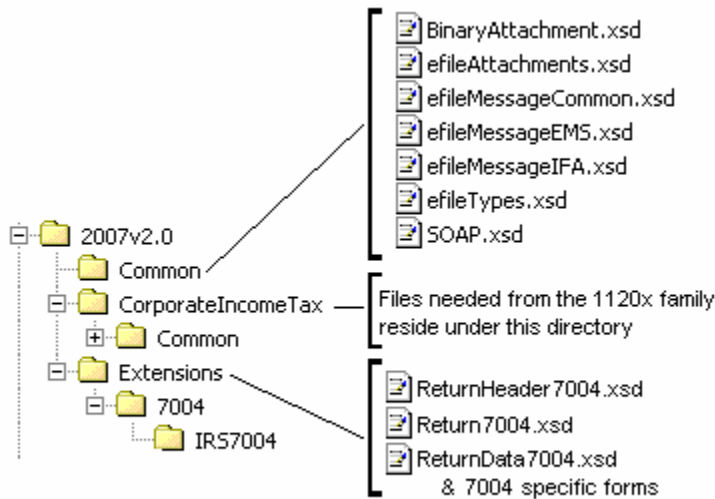 BinaryAttachment.xsd
efileAttachments.xsd
efileMessageCommon.xsd
efileMessageEMS.xsd
efileMessageIFA.xsd
efileTypes.xsd
SOAP.xsd
2007v2.0
Common
CorporateIncomeTax
Files needed from the 1120x family
reside under this directory
Common
Extensions
7004
IRS7004
ReturnHeader7004.xsd
Return7004.xsd
ReturnData7004.xsd
& 7004 specific forms